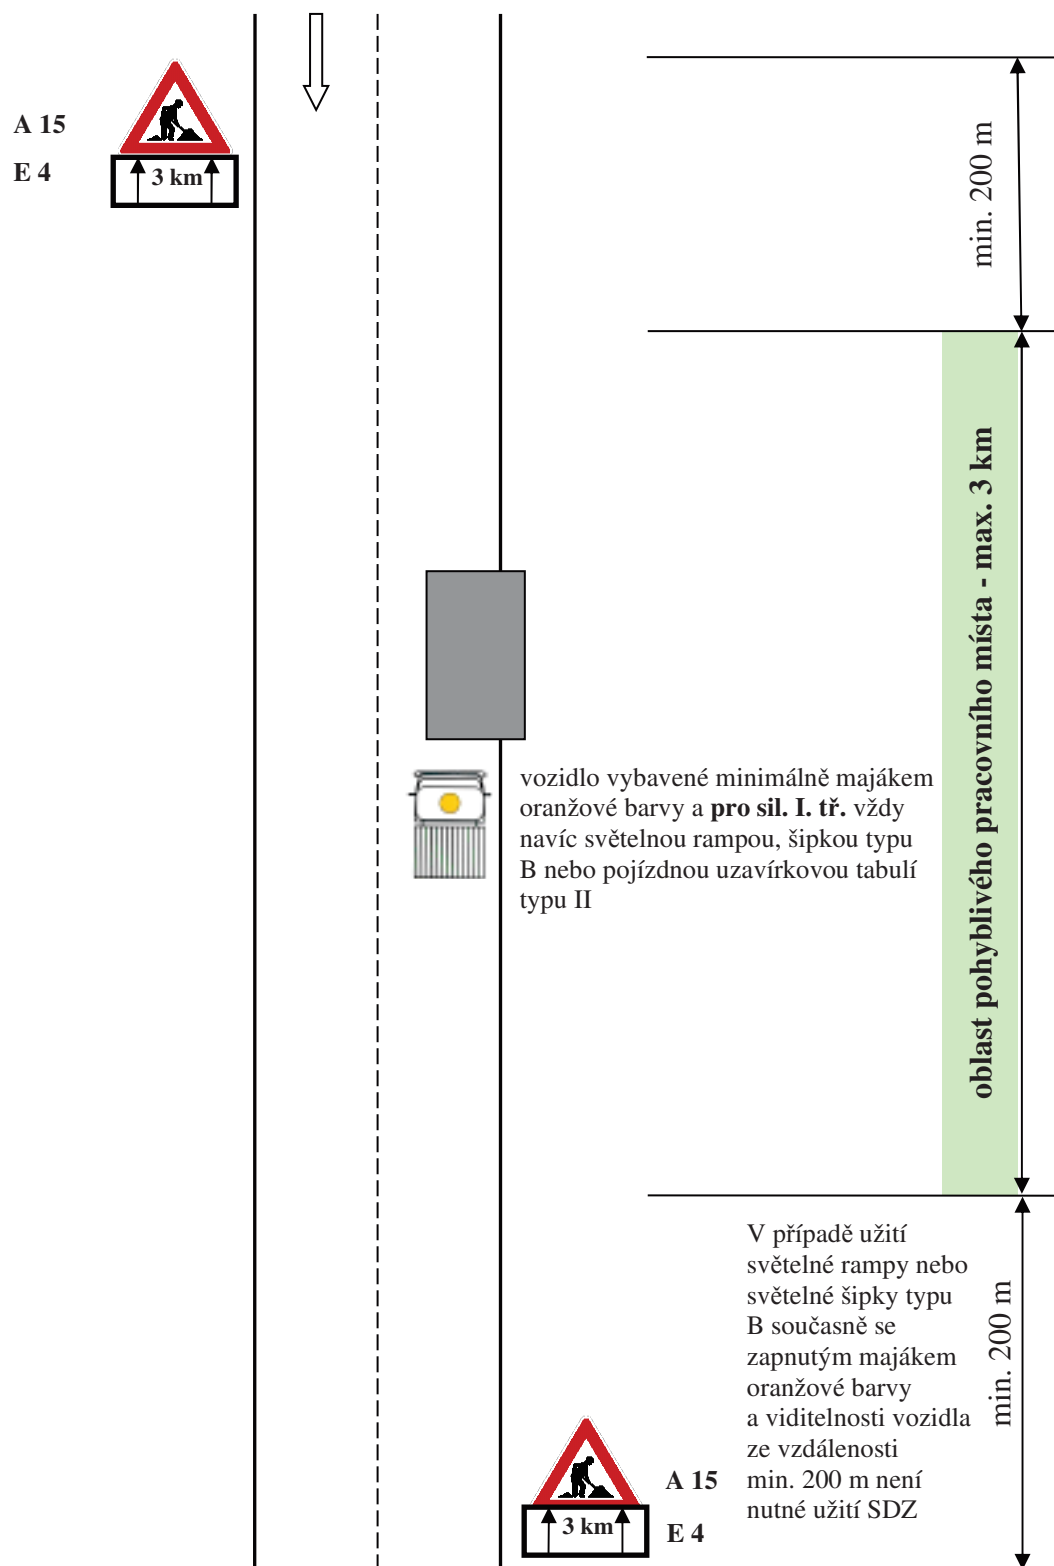 A 15
E 4
3 km
min. 200 m
oblast pohyblivého pracovního místa - max. 3 km
vozidlo vybavené minimálně majákem
oranžové barvy a pro sil. I. tř. vždy
navíc světelnou rampou, šipkou typu
B nebo pojízdnou uzavírkovou tabulí
typu II
V případě užití
světelné rampy nebo
světelné šipky typu
B současně se
zapnutým majákem
oranžové barvy
a viditelnosti vozidla
ze vzdálenosti
min. 200 m není
nutné užití SDZ
min. 200 m
A 15
3 km
E 4